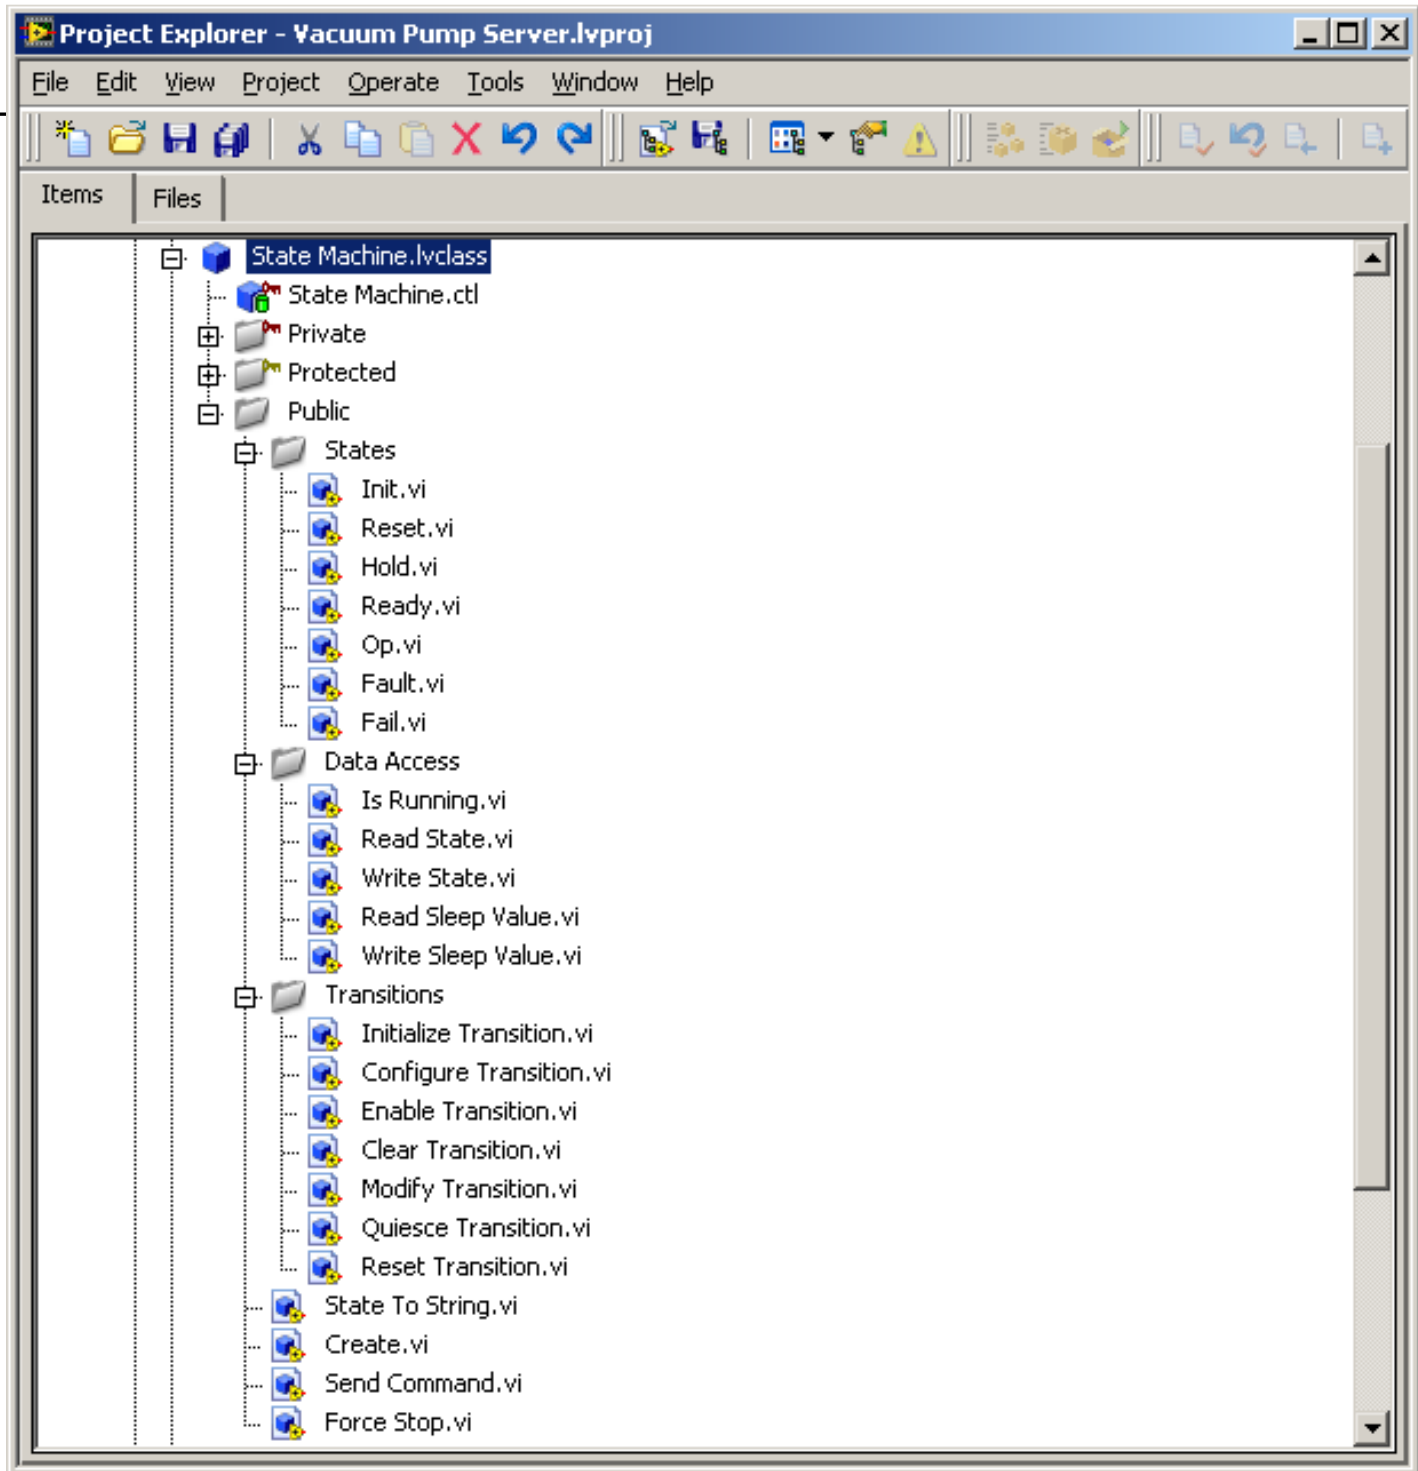 Project Explorer - Vacuum Pump Server.lvproj
File Edit View Project Operate Tools Window Help
Items Files
State Machine.lvclass
State Machine.ctl
Private
Protected
Public
States
Init.vi
Reset.vi
Hold.vi
Ready.vi
Op.vi
Fault.vi
Fail.vi
Data Access
Is Running.vi
Read State.vi
Write State.vi
Read Sleep Value.vi
Write Sleep Value.vi
Transitions
Initialize Transition.vi
Configure Transition.vi
Enable Transition.vi
Clear Transition.vi
Modify Transition.vi
Quiesce Transition.vi
Reset Transition.vi
State To String.vi
Create.vi
Send Command.vi
Force Stop.vi